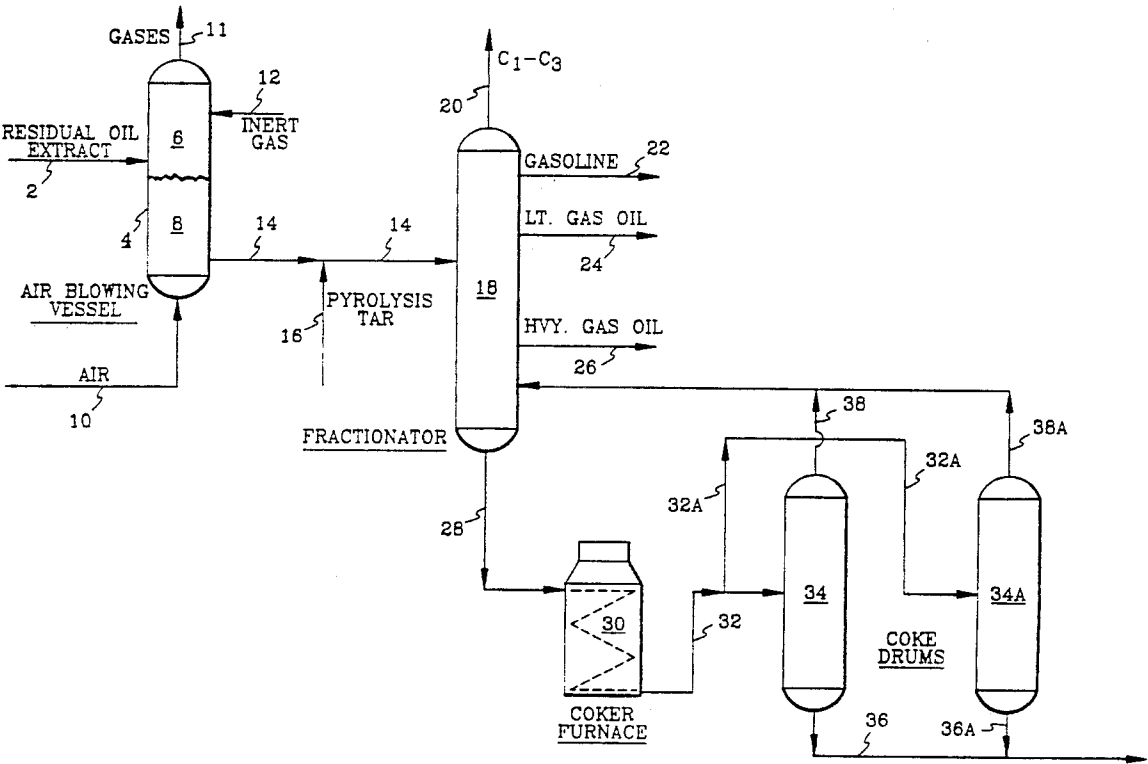 GASES
11
C1-C3
12
20
INERT
GAS
RESIDUAL OIL
EXTRACT
6
2
GASOLINE
22
4
8
14
14
LT. GAS OIL
24
AIR BLOWING
VESSEL
PYROLYSIS
TAR
16
18
HVY. GAS OIL
26
AIR
10
38
38A
FRACTIONATOR
32A
32A
28
30
32
34
34A
COKE
DRUMS
COKER
FURNACE
36
36A